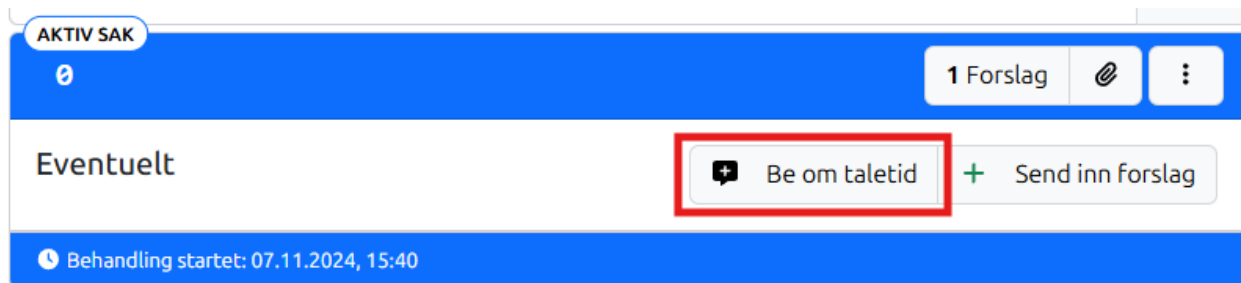 AKTIV SAK
0
1 Forslag
Eventuelt
Be om taletid
Send inn forslag
Behandling startet: 07.11.2024, 15:40